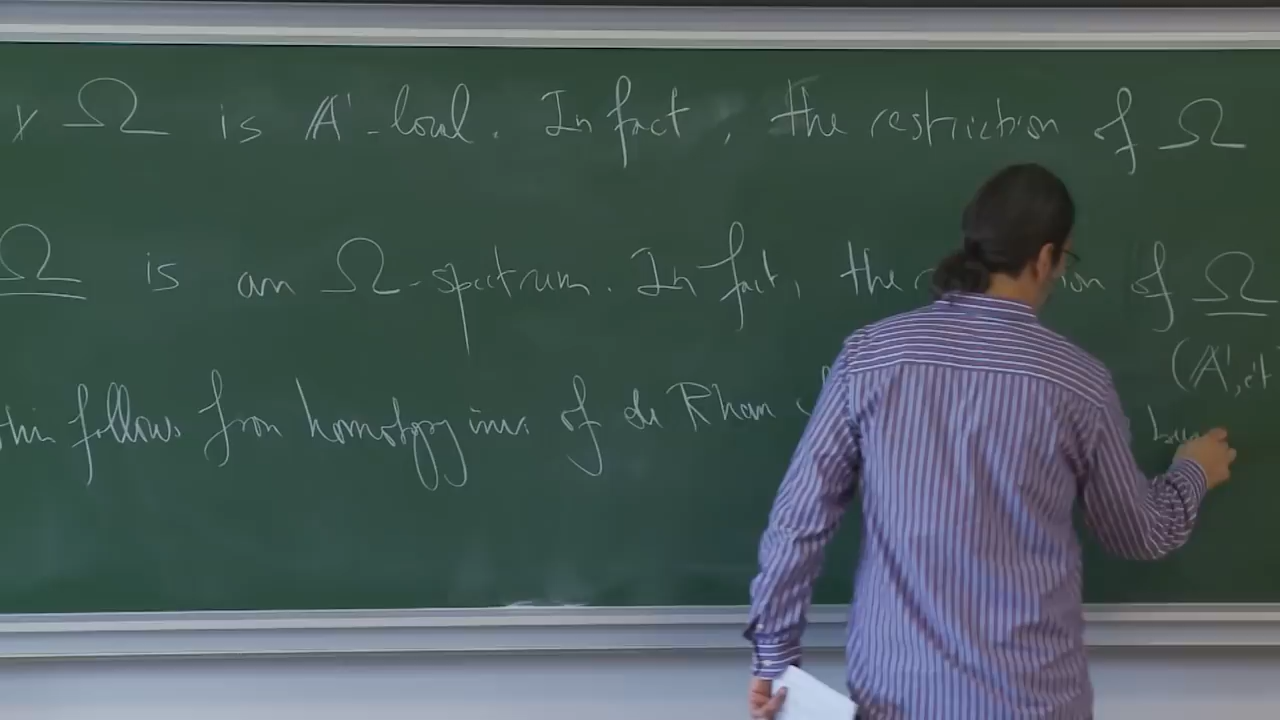 Ω is A¹-local. In fact, the restriction of Ω
Ω is an Ω-spectrum. In fact, the of Ω
(A¹, ét
this follows from homotopy inv. of de Rham